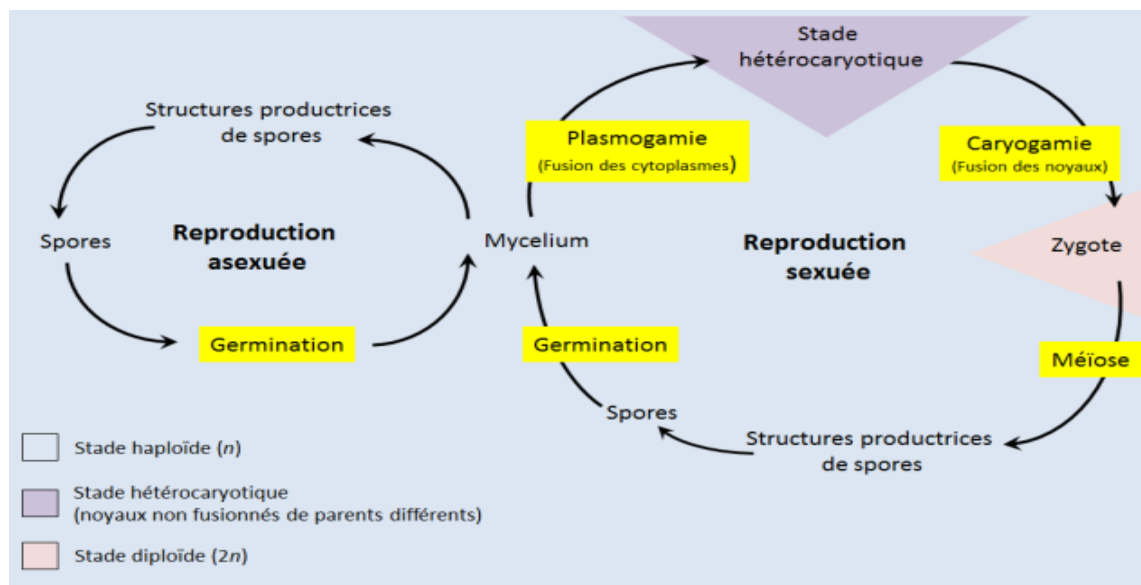 Stade
hétérocaryotique
Structures productrices
de spores
Plasmogamie
(Fusion des cytoplasmes)
Caryogamie
(Fusion des noyaux)
Spores
Reproduction
asexuée
Mycelium
Reproduction
sexuée
Zygote
Germination
Germination
Méïose
Spores
Structures productrices
de spores
Stade haploïde (n)
Stade hétérocaryotique
(noyaux non fusionnés de parents différents)
Stade diploïde (2n)